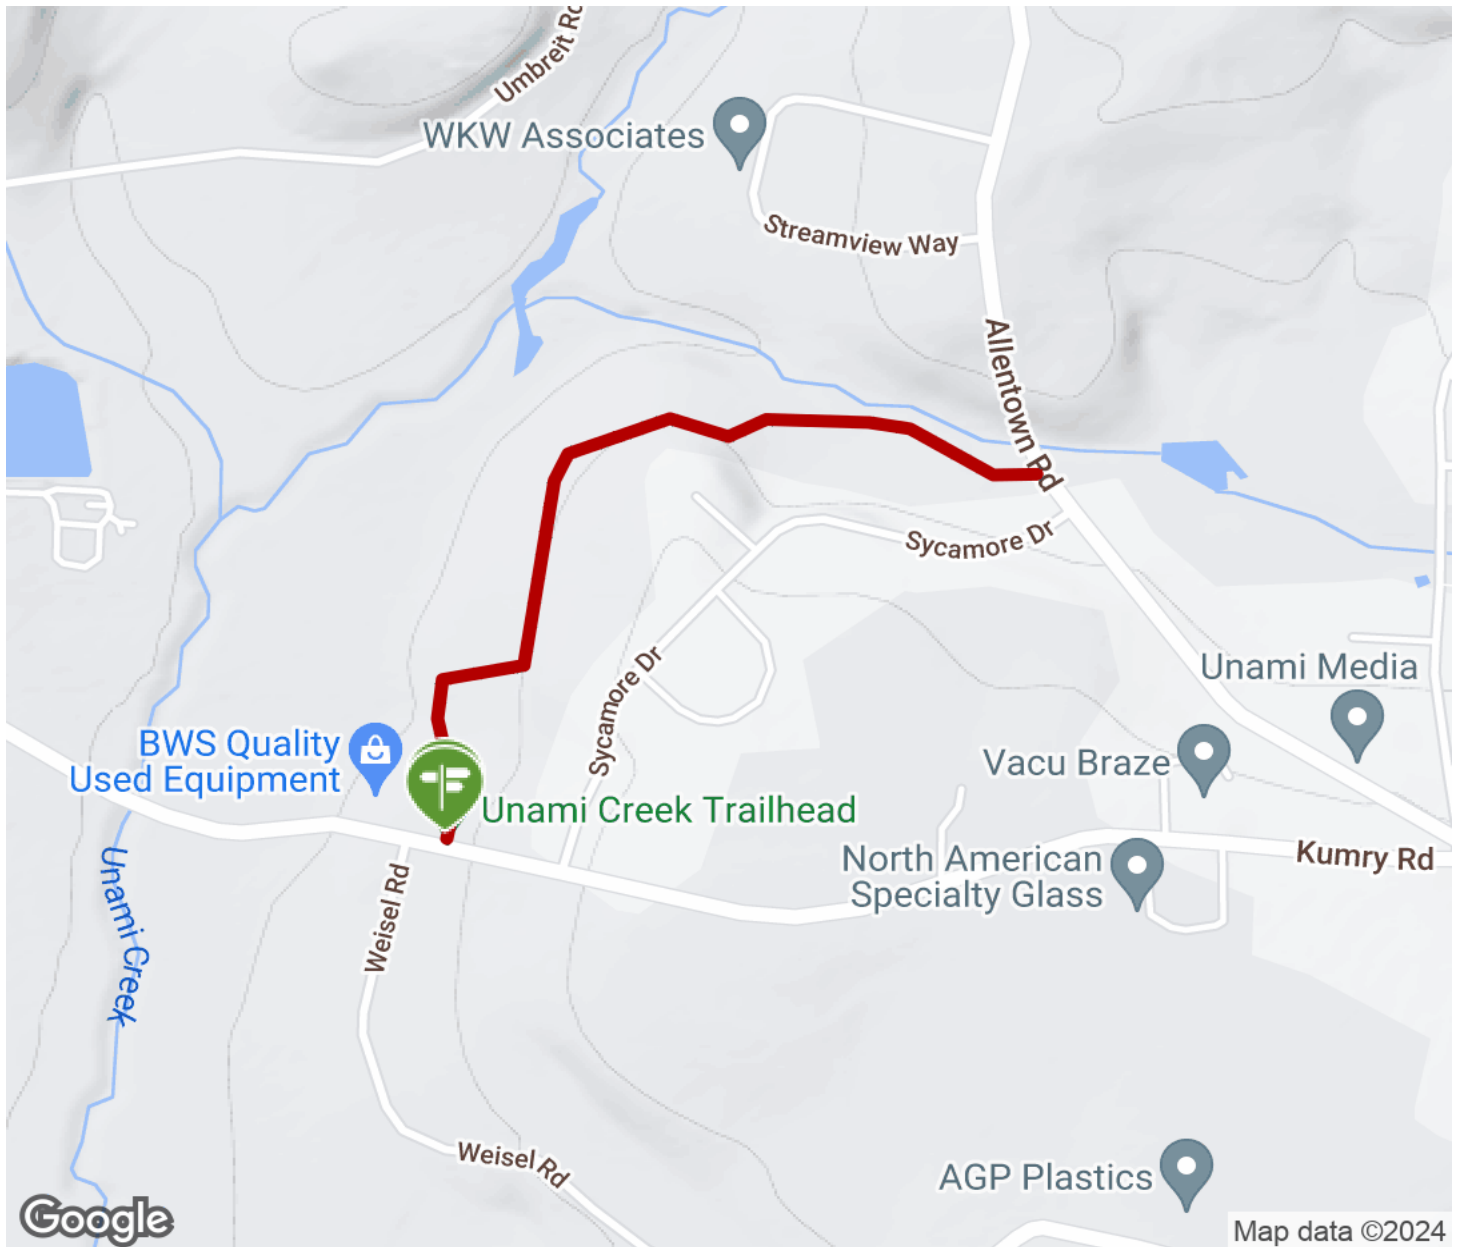 Umbreit Rd
WKW Associates
Streamview Way
Allentown Rd
Sycamore Dr
Sycamore Dr
Unami Media
BWS Quality
Used Equipment
Vacu Braze
Unami Creek Trailhead
Kumry Rd
North American
Specialty Glass
Weisel Rd
Unami Creek
Weisel Rd
AGP Plastics
Google
Map data ©2024